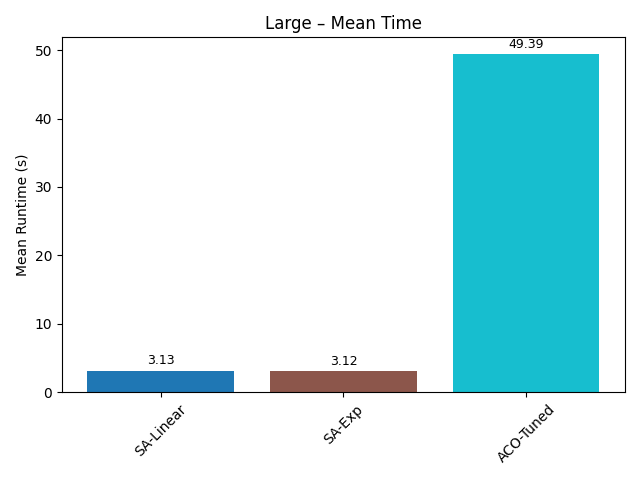 Large – Mean Time
Mean Runtime (s)
50
40
30
20
10
0
3.13
3.12
49.39
SA-Linear
SA-Exp
ACO-Tuned